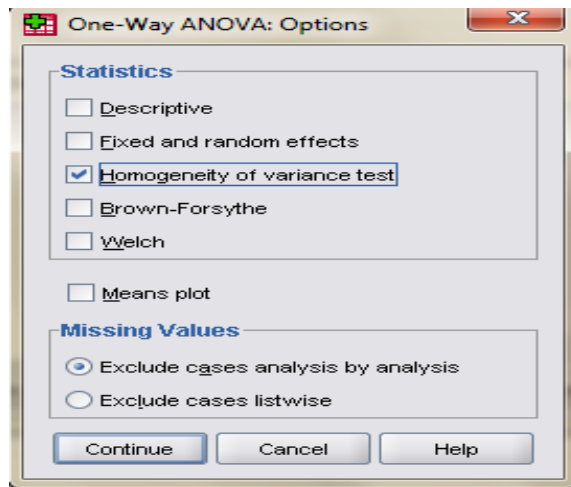 One-Way ANOVA: Options
Statistics
Descriptive
Fixed and random effects
Homogeneity of variance test
Brown-Forsythe
Welch
Means plot
Missing Values
Exclude cases analysis by analysis
Exclude cases listwise
Continue Cancel Help